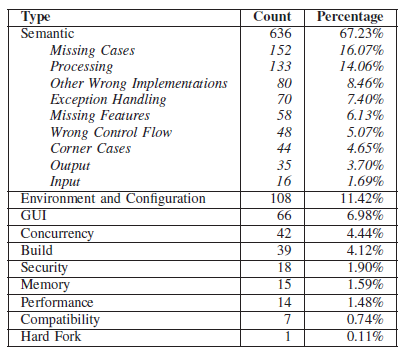 Type Count Percentage
Semantic 636 67.23%
Missing Cases 152 16.07%
Processing 133 14.06%
Other Wrong Implementations 80 8.46%
Exception Handling 70 7.40%
Missing Features 58 6.13%
Wrong Control Flow 48 5.07%
Corner Cases 44 4.65%
Output 35 3.70%
Input 16 1.69%
Environment and Configuration 108 11.42%
GUI 66 6.98%
Concurrency 42 4.44%
Build 39 4.12%
Security 18 1.90%
Memory 15 1.59%
Performance 14 1.48%
Compatibility 7 0.74%
Hard Fork 1 0.11%